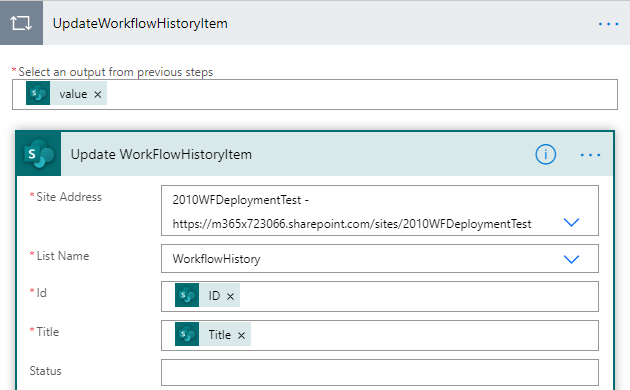 UpdateWorkflowHistoryItem
* Select an output from previous steps
value ×
S
Update WorkFlowHistoryItem
* Site Address
2010WFDeploymentTest -
https://m365x723066.sharepoint.com/sites/2010WFDeploymentTest
* List Name
WorkflowHistory
* Id
ID ×
* Title
Title ×
Status